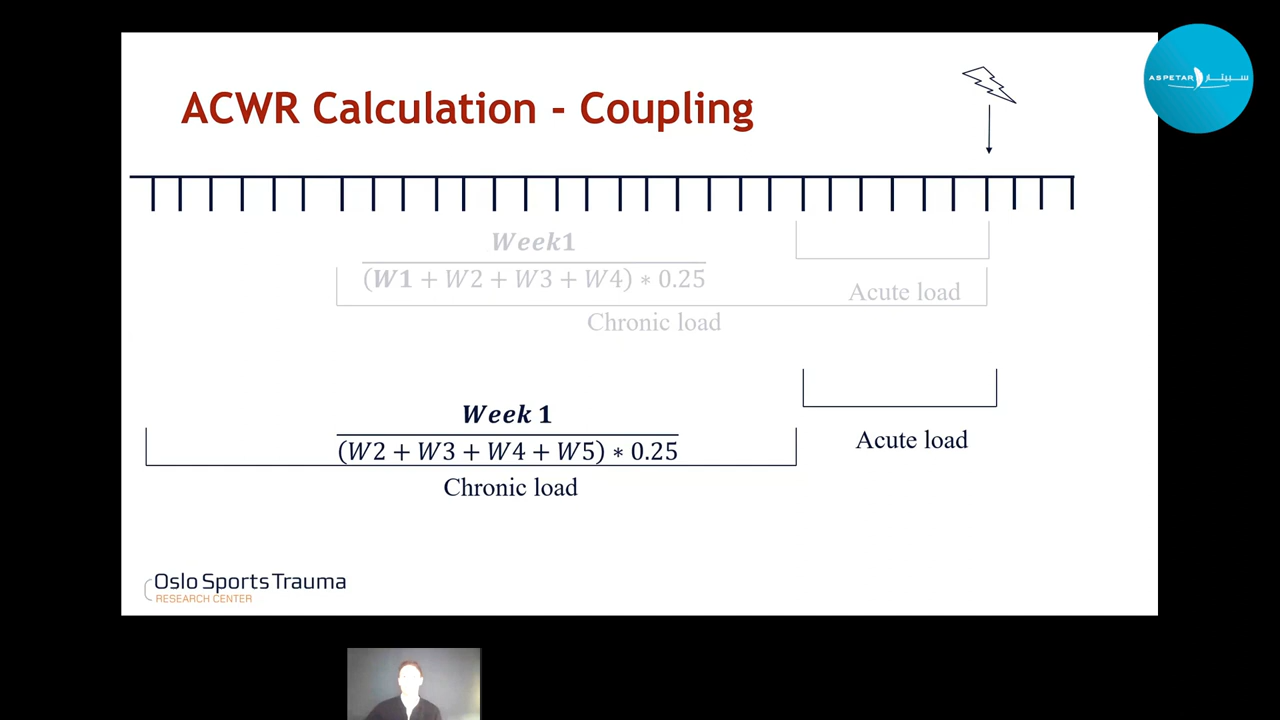 ASPETAR سبيتار
ACWR Calculation - Coupling
Week1
(W1 + W2 + W3 + W4) * 0.25
Acute load
Chronic load
Week 1
(W2 + W3 + W4 + W5) * 0.25
Acute load
Chronic load
Oslo Sports Trauma
RESEARCH CENTER